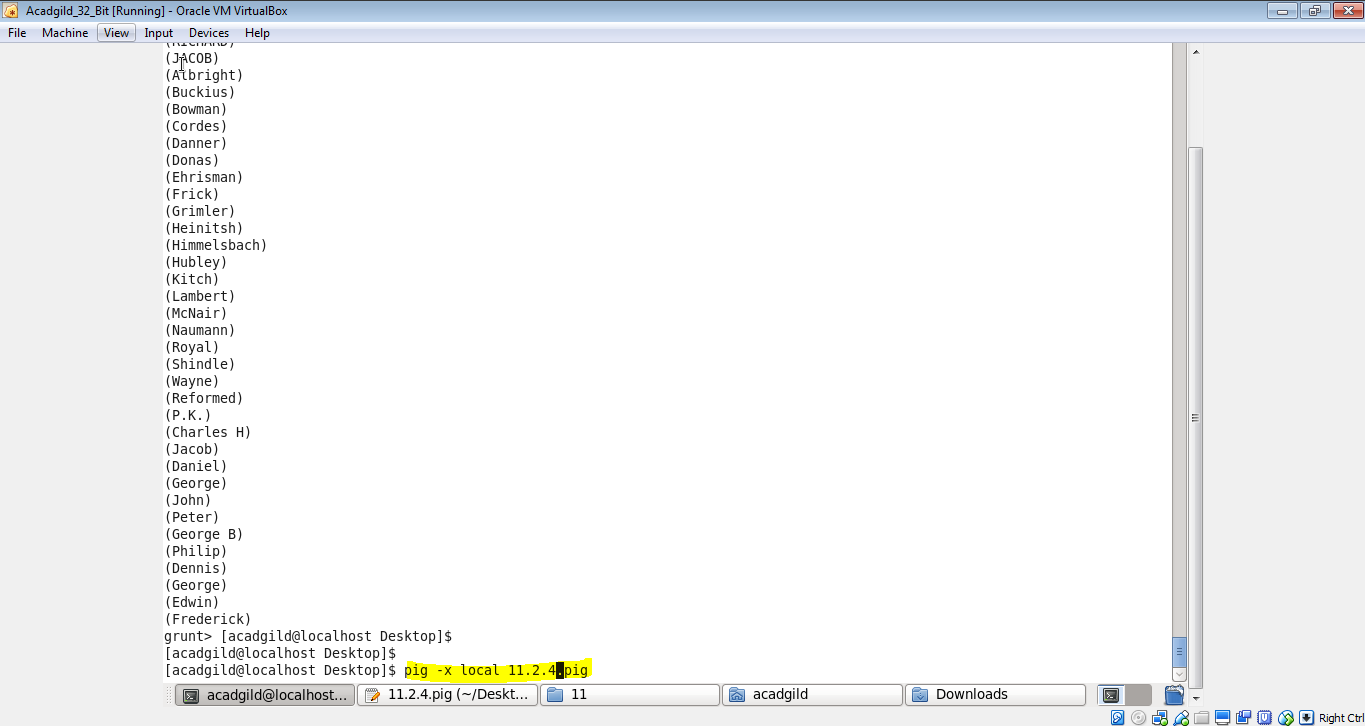 Acadgild_32_Bit [Running] - Oracle VM VirtualBox
File Machine View Input Devices Help
(RICHARD)
(JACOB)
(Albright)
(Buckius)
(Bowman)
(Cordes)
(Danner)
(Donas)
(Ehrisman)
(Frick)
(Grimler)
(Heinitsh)
(Himmelsbach)
(Hubley)
(Kitch)
(Lambert)
(McNair)
(Naumann)
(Royal)
(Shindle)
(Wayne)
(Reformed)
(P.K.)
(Charles H)
(Jacob)
(Daniel)
(George)
(John)
(Peter)
(George B)
(Philip)
(Dennis)
(George)
(Edwin)
(Frederick)
grunt> [acadgild@localhost Desktop]$
[acadgild@localhost Desktop]$
[acadgild@localhost Desktop]$ pig -x local 11.2.4.pig
acadgild@localhost... 11.2.4.pig (~/Deskt... 11 acadgild Downloads
Right Ctrl